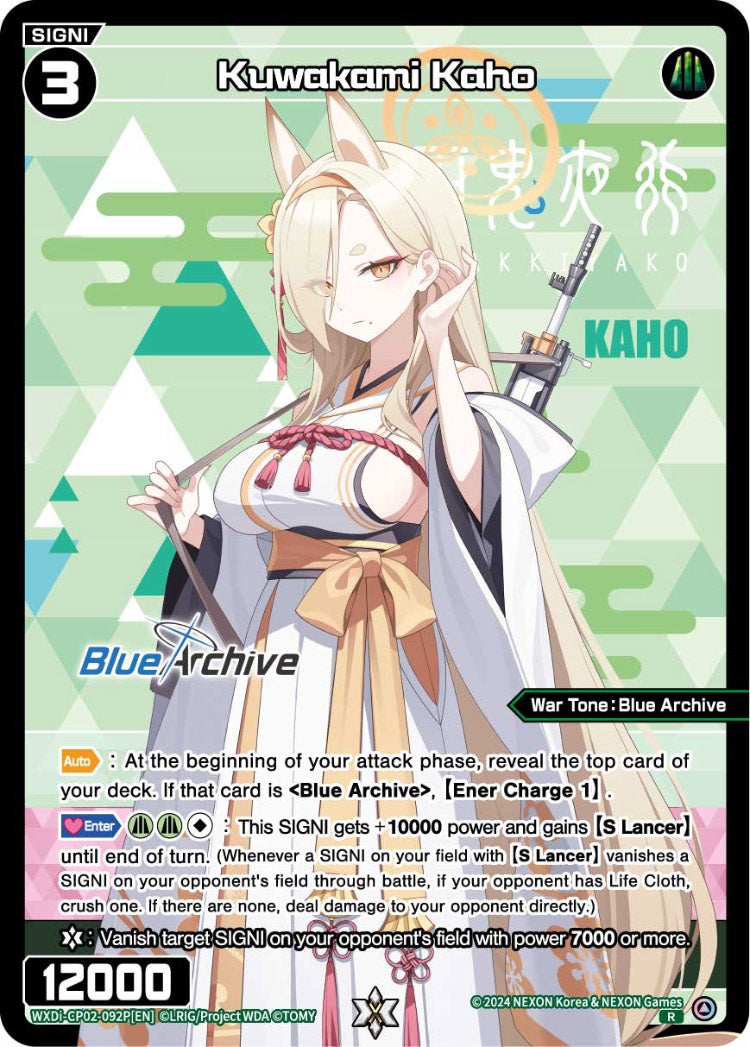 SIGNI
3
Kuwakami Kaho
百鬼夜行
KAHO
Blue Archive
War Tone:Blue Archive
Auto : At the beginning of your attack phase, reveal the top card of
your deck. If that card is <Blue Archive>, 【Ener Charge 1】.
Enter : This SIGNI gets +10000 power and gains 【S Lancer】
until end of turn. (Whenever a SIGNI on your field with 【S Lancer】 vanishes a
SIGNI on your opponent's field through battle, if your opponent has Life Cloth,
crush one. If there are none, deal damage to your opponent directly.)
: Vanish target SIGNI on your opponent's field with power 7000 or more.
12000
WXDi-CP02-092P[EN] ©LRIG/Project WDA ©TOMY
© 2024 NEXON Korea & NEXON Games
R